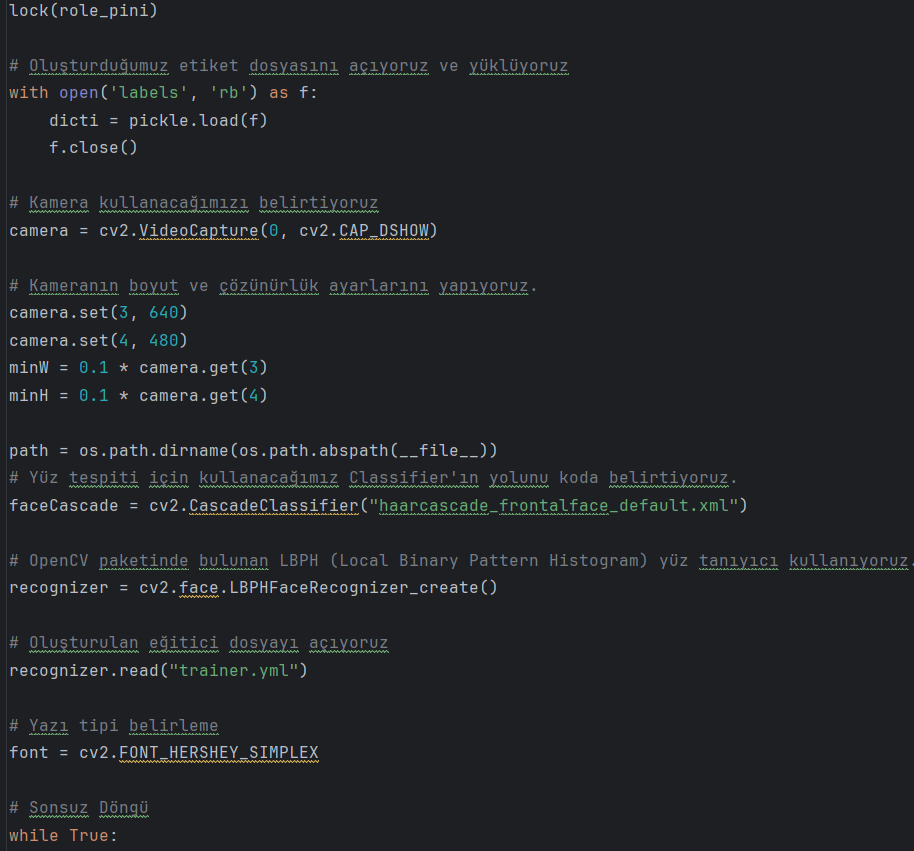 lock(role_pini)
# Oluşturduğumuz etiket dosyasını açıyoruz ve yüklüyoruz
with open('labels', 'rb') as f:
    dicti = pickle.load(f)
    f.close()
# Kamera kullanacağımızı belirtiyoruz
camera = cv2.VideoCapture(0, cv2.CAP_DSHOW)
# Kameranın boyut ve çözünürlük ayarlarını yapıyoruz.
camera.set(3, 640)
camera.set(4, 480)
minW = 0.1 * camera.get(3)
minH = 0.1 * camera.get(4)
path = os.path.dirname(os.path.abspath(__file__))
# Yüz tespiti için kullanacağımız Classifier'ın yolunu koda belirtiyoruz.
faceCascade = cv2.CascadeClassifier("haarcascade_frontalface_default.xml")
# OpenCV paketinde bulunan LBPH (Local Binary Pattern Histogram) yüz tanıyıcı kullanıyoruz.
recognizer = cv2.face.LBPHFaceRecognizer_create()
# Oluşturulan eğitici dosyayı açıyoruz
recognizer.read("trainer.yml")
# Yazı tipi belirleme
font = cv2.FONT_HERSHEY_SIMPLEX
# Sonsuz Döngü
while True: